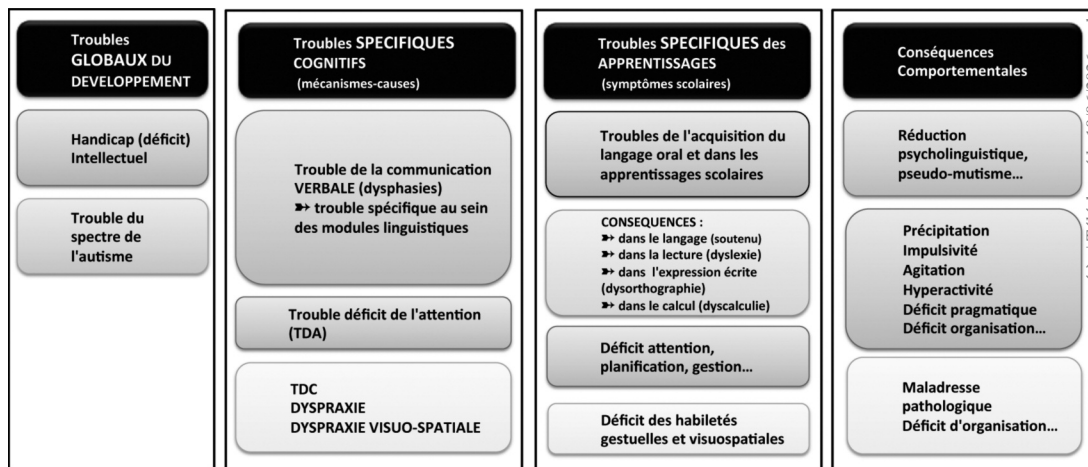 Troubles
GLOBAUX DU
DEVELOPPEMENT
Handicap (déficit)
Intellectuel
Trouble du
spectre de
l'autisme
Troubles SPECIFIQUES
COGNITIFS
(mécanismes-causes)
Trouble de la communication
VERBALE (dysphasies)
➽ trouble spécifique au sein
des modules linguistiques
Trouble déficit de l'attention
(TDA)
TDC
DYSPRAXIE
DYSPRAXIE VISUO-SPATIALE
Troubles SPECIFIQUES des
APPRENTISSAGES
(symptômes scolaires)
Troubles de l'acquisition du
langage oral et dans les
apprentissages scolaires
CONSEQUENCES :
➽ dans le langage (soutenu)
➽ dans la lecture (dyslexie)
➽ dans l'expression écrite
(dysorthographie)
➽ dans le calcul (dyscalculie)
Déficit attention,
planification, gestion...
Déficit des habiletés
gestuelles et visuospatiales
Conséquences
Comportementales
Réduction
psycholinguistique,
pseudo-mutisme...
Précipitation
Impulsivité
Agitation
Hyperactivité
Déficit pragmatique
Déficit organisation...
Maladresse
pathologique
Déficit d'organisation...